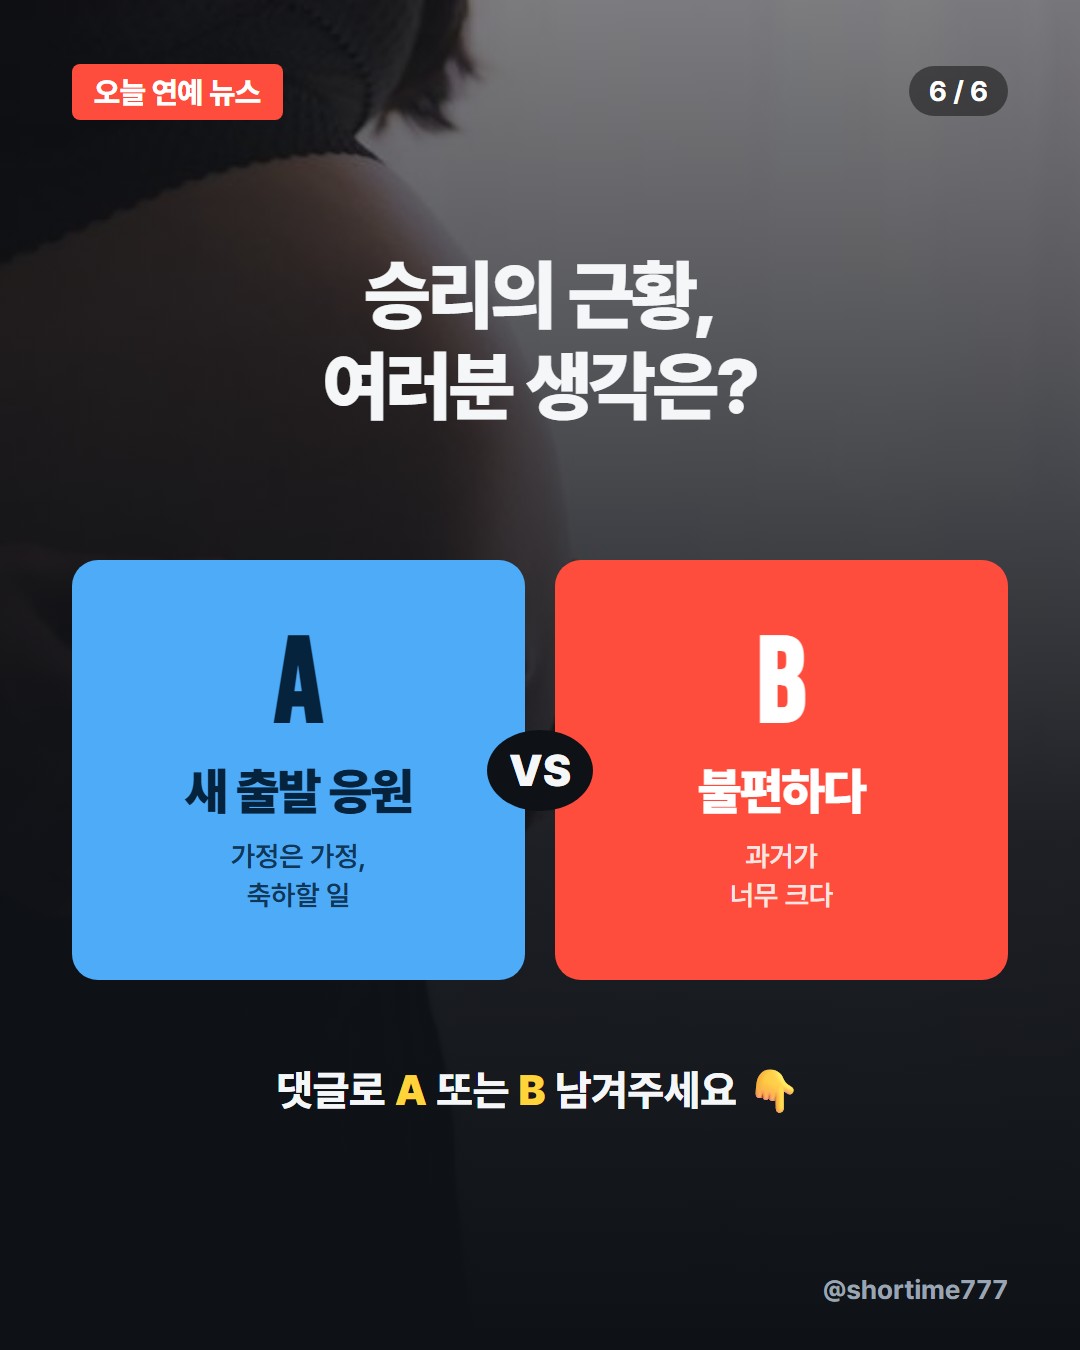 오늘 연예 뉴스
6 / 6
승리의 근황,
여러분 생각은?
A
새 출발 응원
가정은 가정,
축하할 일
VS
B
불편하다
과거가
너무 크다
댓글로 A 또는 B 남겨주세요 👇
@shortime777